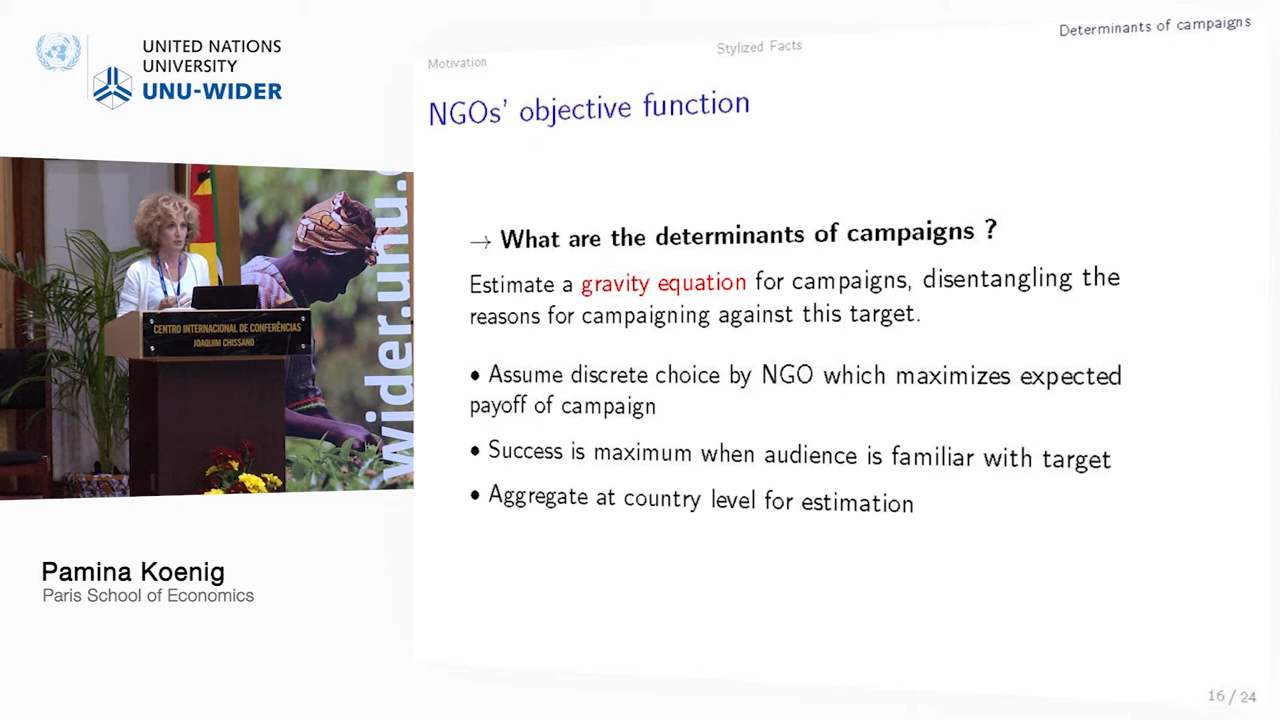 UNITED NATIONS
UNIVERSITY
UNU-WIDER
Motivation
Stylized Facts
Determinants of campaigns
NGOs' objective function
→ What are the determinants of campaigns ?
Estimate a gravity equation for campaigns, disentangling the
reasons for campaigning against this target.
• Assume discrete choice by NGO which maximizes expected
payoff of campaign
• Success is maximum when audience is familiar with target
• Aggregate at country level for estimation
16 / 24
wider.unu.
CENTRO INTERNACIONAL DE CONFERÊNCIAS
JOAQUIM CHISSANO
Pamina Koenig
Paris School of Economics